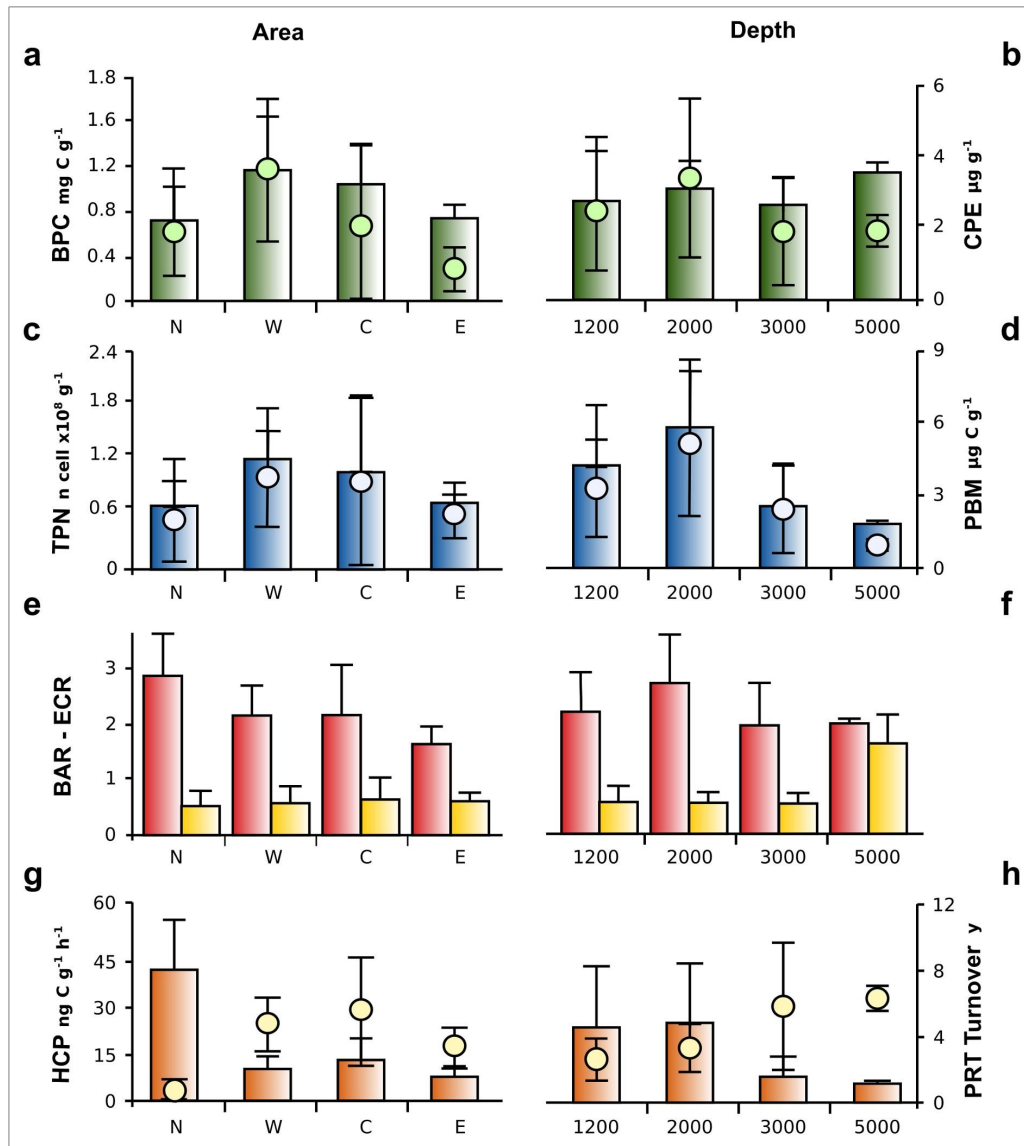 Area
Depth
a
b
1.8
1.6
1.2
0.8
0.4
0
BPC mg C g⁻¹
6
4
2
0
CPE µg g⁻¹
N W C E
1200 2000 3000 5000
c
d
2.4
1.8
1.2
0.6
0
TPN n cell x10⁸ g⁻¹
9
6
3
0
PBM µg C g⁻¹
N W C E
1200 2000 3000 5000
e
f
3
2
1
0
BAR - ECR
N W C E
1200 2000 3000 5000
g
h
60
45
30
15
0
HCP ng C g⁻¹ h⁻¹
12
8
4
0
PRT Turnover y
N W C E
1200 2000 3000 5000